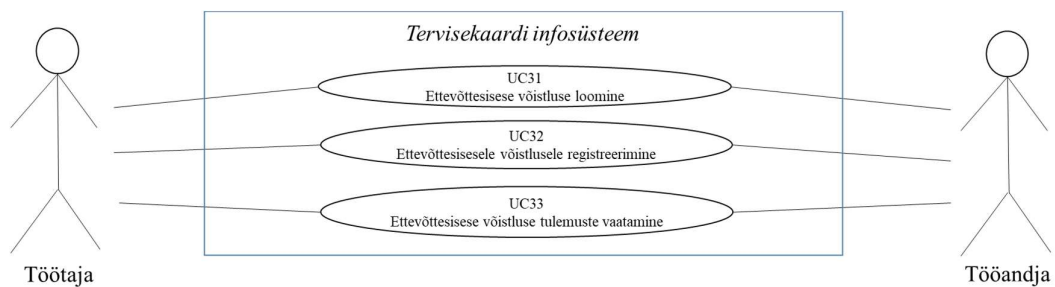 Tervisekaardi infosüsteem
UC31
Ettevõttesisese võistluse loomine
UC32
Ettevõttesisesele võistlusele registreerimine
UC33
Ettevõttesisese võistluse tulemuste vaatamine
Töötaja
Tööandja